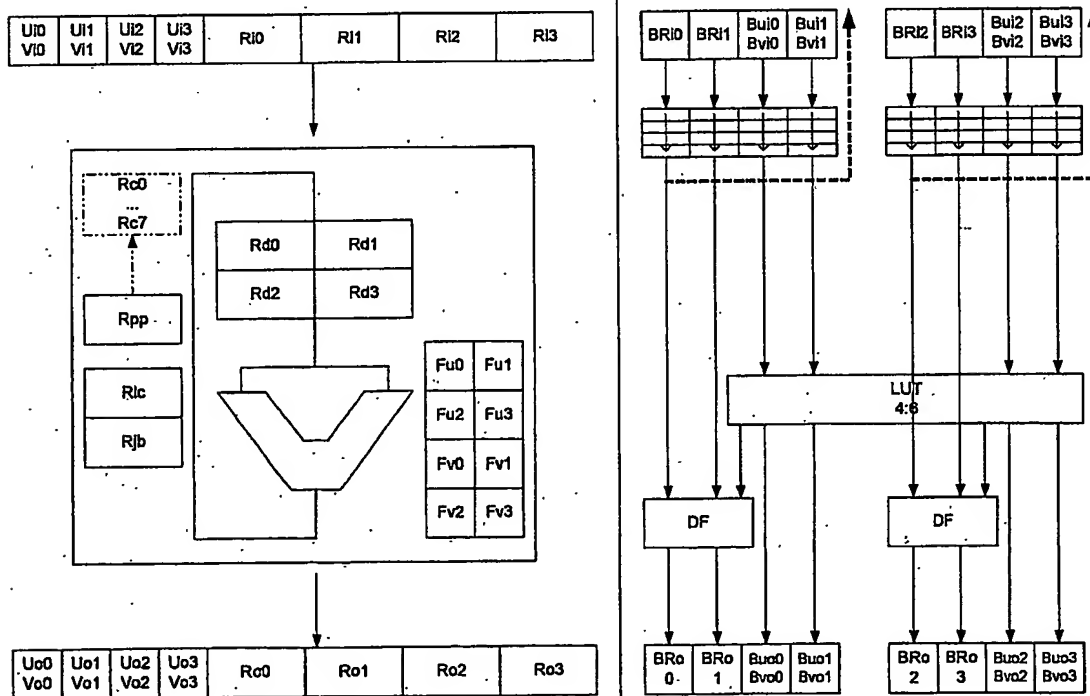 Ui0 Ui1 Ui2 Ui3 Ri0 Ri1 Ri2 Ri3
Vi0 Vi1 Vi2 Vi3
Rc0
...
Rc7
Rpp
Rlc
Rjb
Rd0 Rd1
Rd2 Rd3
Fu0 Fu1
Fu2 Fu3
Fv0 Fv1
Fv2 Fv3
Uo0 Uo1 Uo2 Uo3 Ro0 Ro1 Ro2 Ro3
Vo0 Vo1 Vo2 Vo3
BRi0 BRi1 Bui0 Bui1
Bvi0 Bvi1
BRi2 BRi3 Bui2 Bui3
Bvi2 Bvi3
LUT
4:6
DF DF
BRo BRo Buo0 Buo1
0 1 Bvo0 Bvo1
BRo BRo Buo2 Buo3
2 3 Bvo2 Bvo3